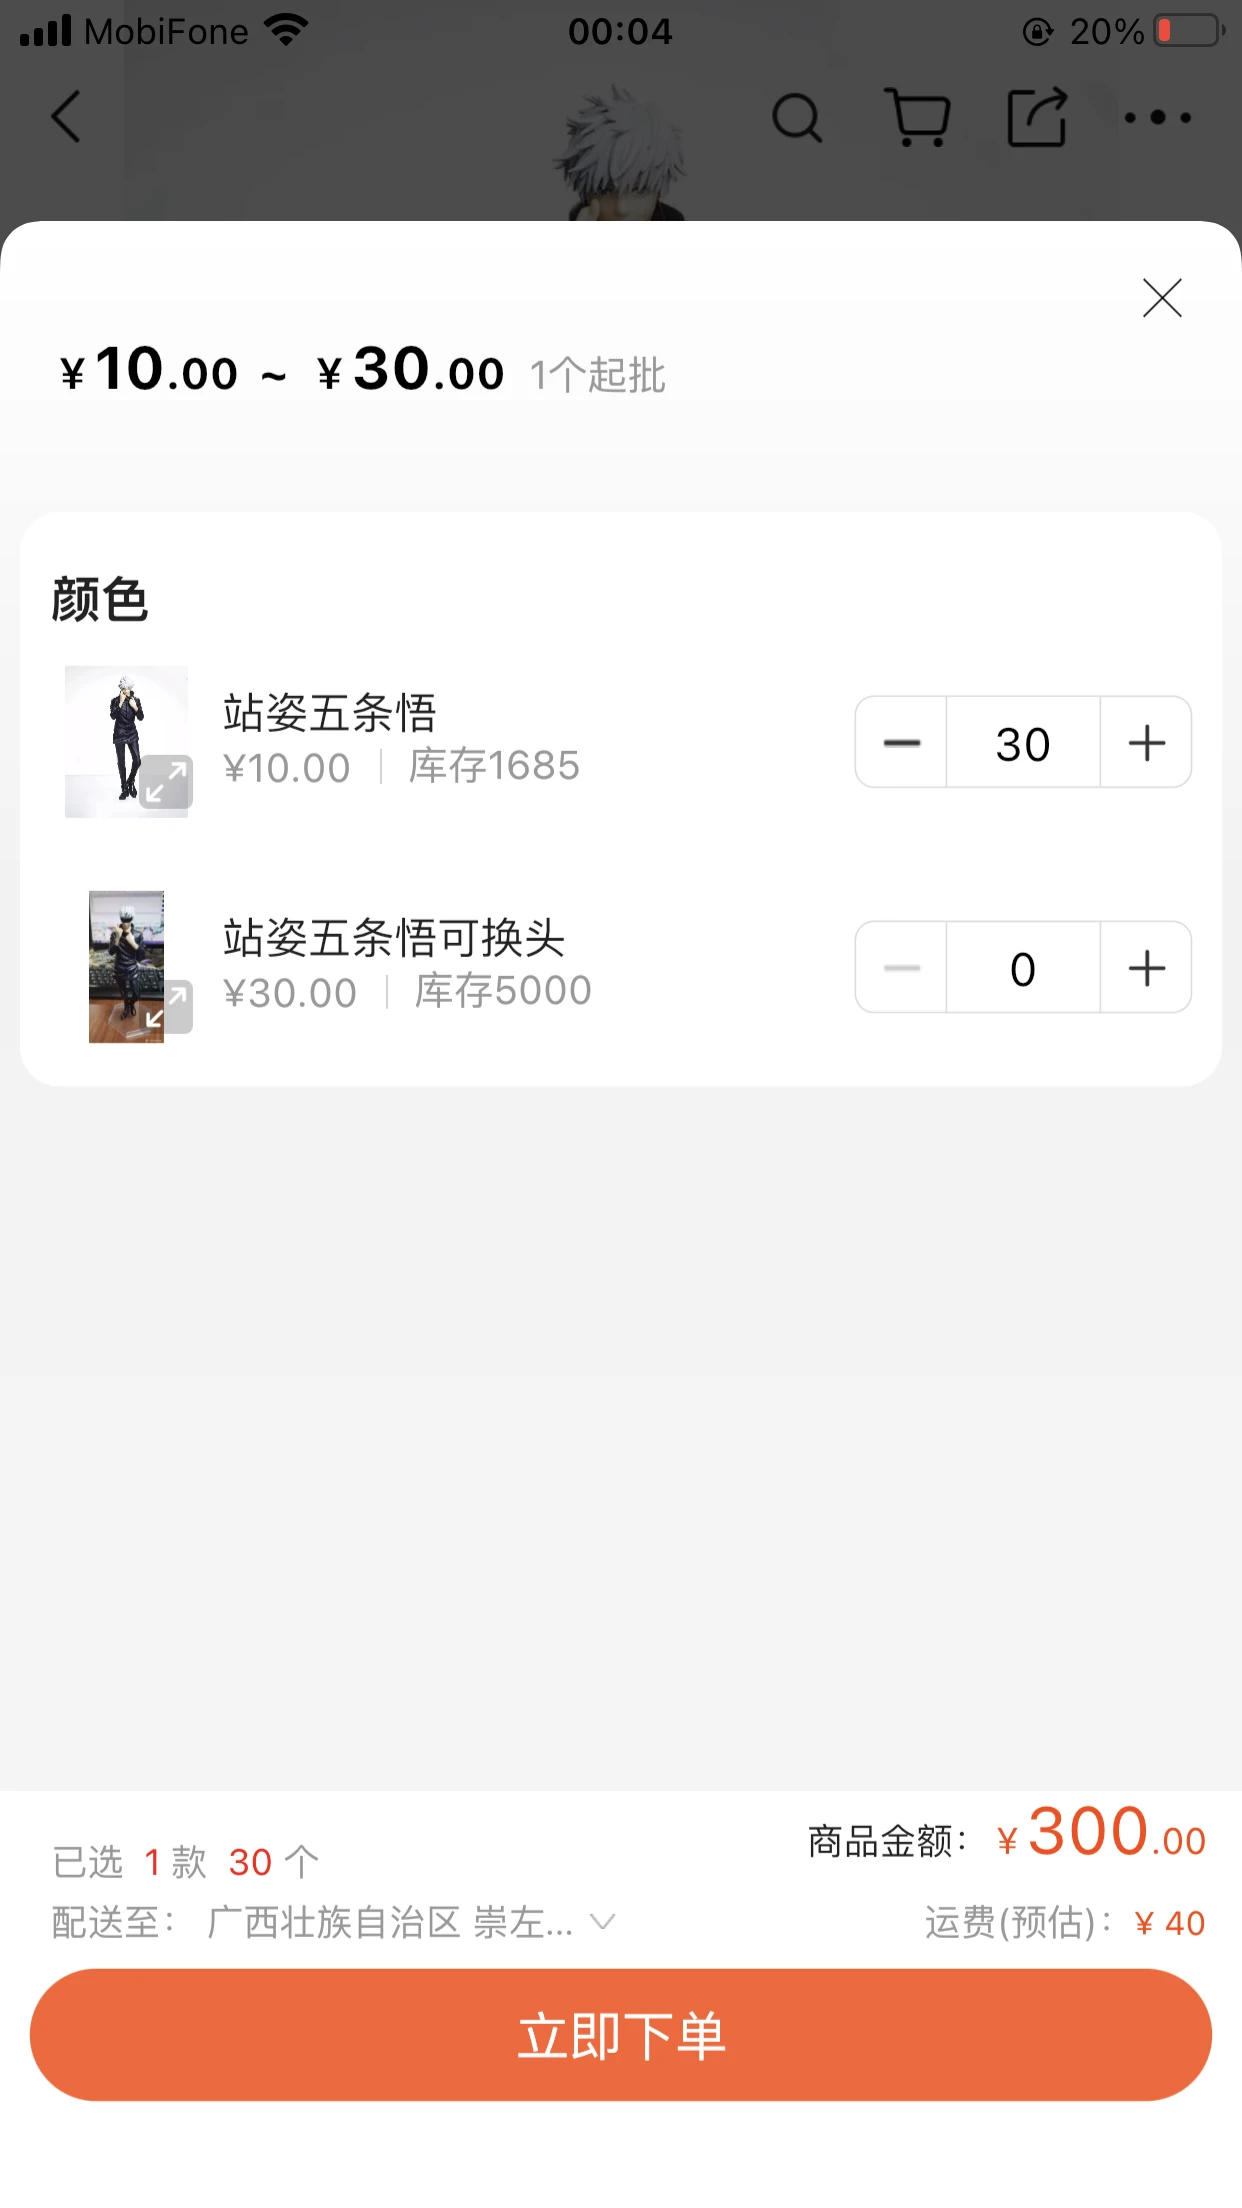 MobiFone 00:04 20%
¥10.00 ~ ¥30.00 1个起批
颜色
站姿五条悟
¥10.00 库存1685
30
站姿五条悟可换头
¥30.00 库存5000
0
已选 1 款 30 个
商品金额： ¥300.00
配送至： 广西壮族自治区 崇左...
运费(预估)： ¥ 40
立即下单